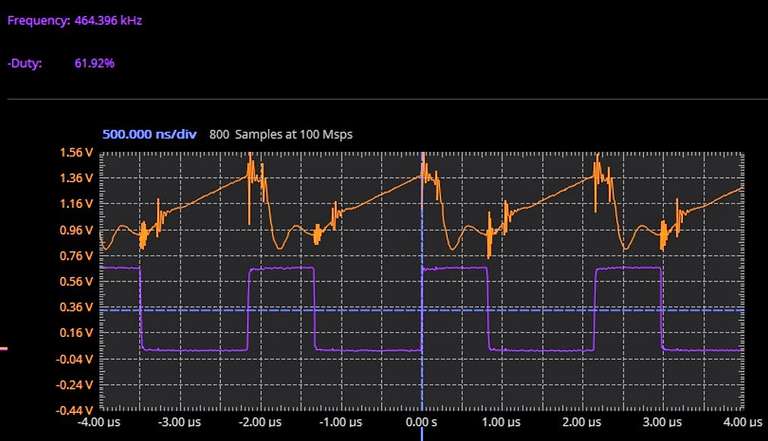 Frequency: 464.396 kHz
-Duty: 61.92%
500.000 ns/div 800 Samples at 100 Msps
1.56 V
1.36 V
1.16 V
0.96 V
0.76 V
0.56 V
0.36 V
0.16 V
-0.04 V
-0.24 V
-0.44 V
-4.00 µs -3.00 µs -2.00 µs -1.00 µs 0.00 s 1.00 µs 2.00 µs 3.00 µs 4.00 µs